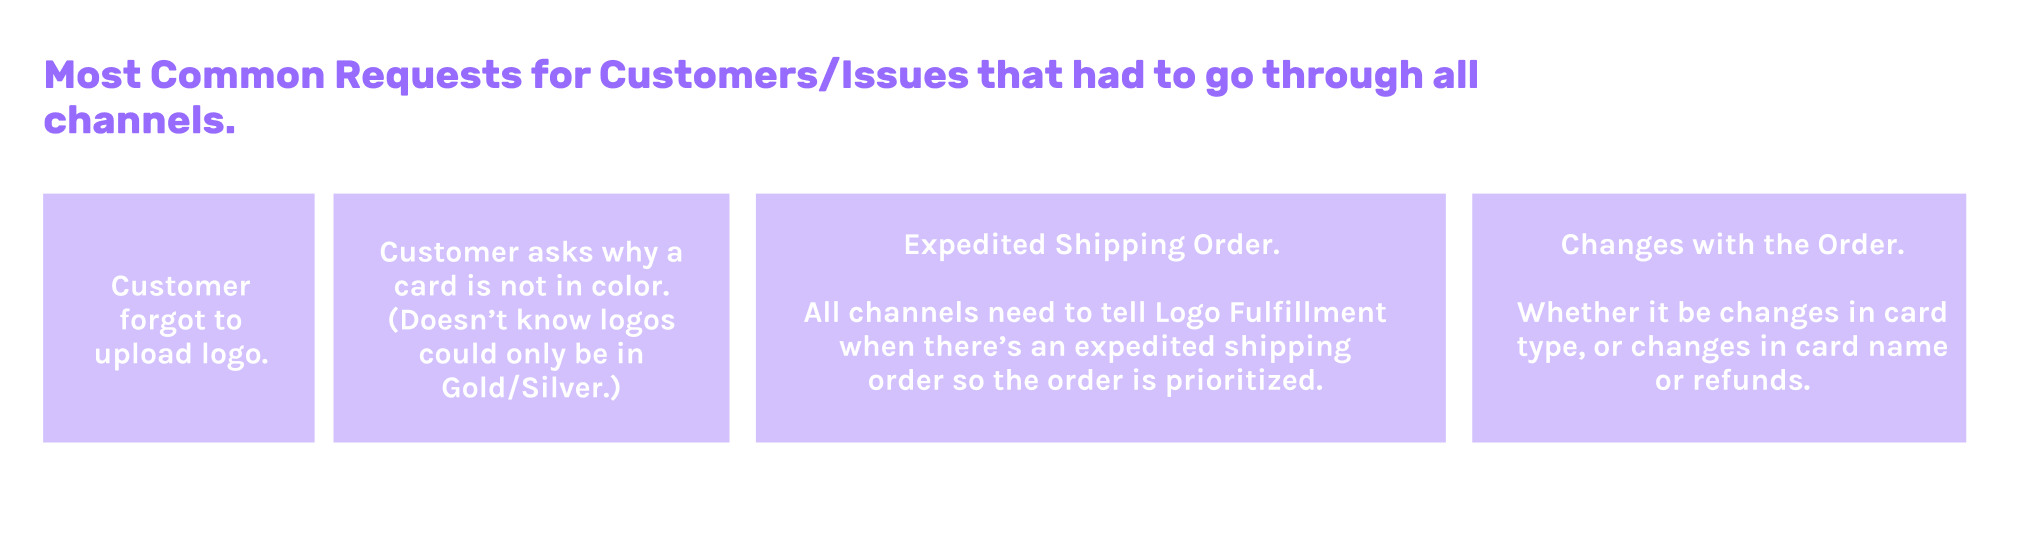 Most Common Requests for Customers/Issues that had to go through all
channels.
Customer
forgot to
upload logo.
Customer asks why a
card is not in color.
(Doesn’t know logos
could only be in
Gold/Silver.)
Expedited Shipping Order.
All channels need to tell Logo Fulfillment
when there’s an expedited shipping
order so the order is prioritized.
Changes with the Order.
Whether it be changes in card
type, or changes in card name
or refunds.